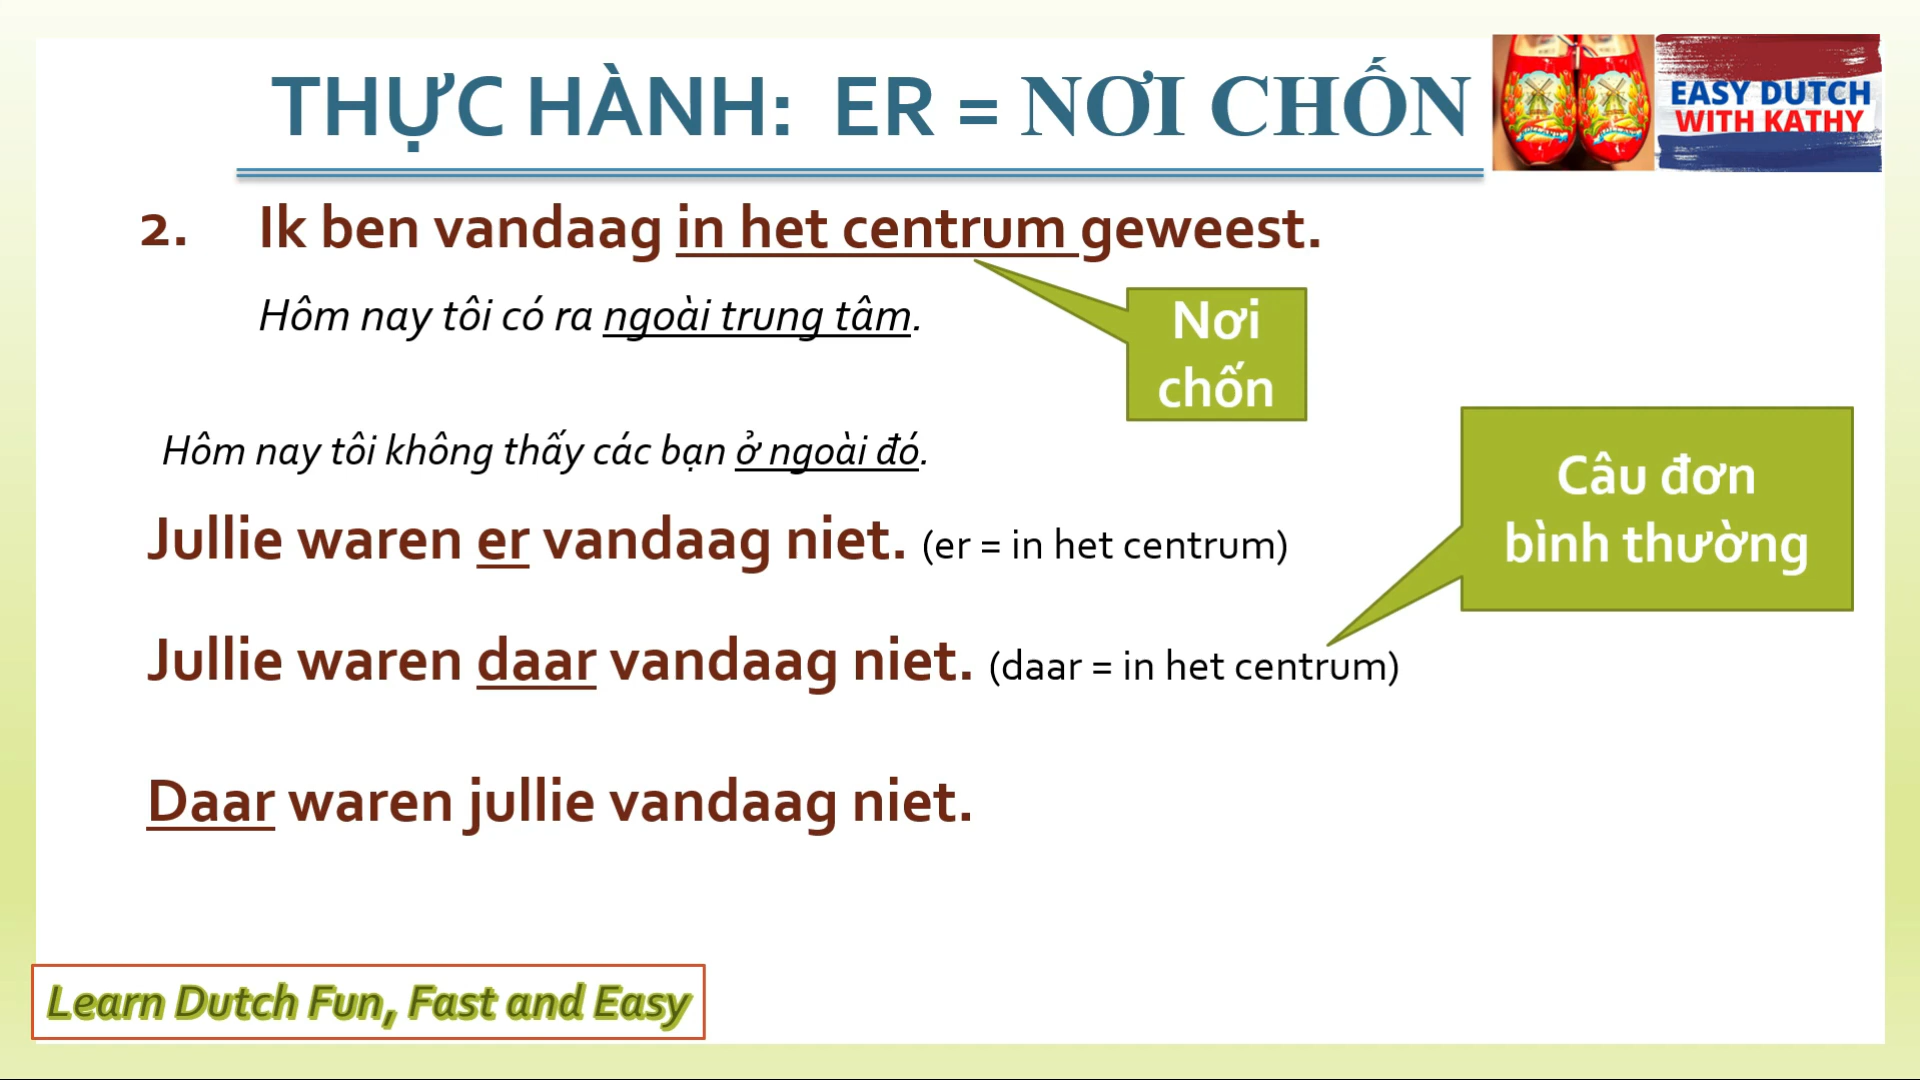 THỰC HÀNH: ER = NƠI CHỐN
EASY DUTCH
WITH KATHY
2. Ik ben vandaag in het centrum geweest.
Hôm nay tôi có ra ngoài trung tâm.
Nơi
chốn
Hôm nay tôi không thấy các bạn ở ngoài đó.
Câu đơn
bình thường
Jullie waren er vandaag niet. (er = in het centrum)
Jullie waren daar vandaag niet. (daar = in het centrum)
Daar waren jullie vandaag niet.
Learn Dutch Fun, Fast and Easy